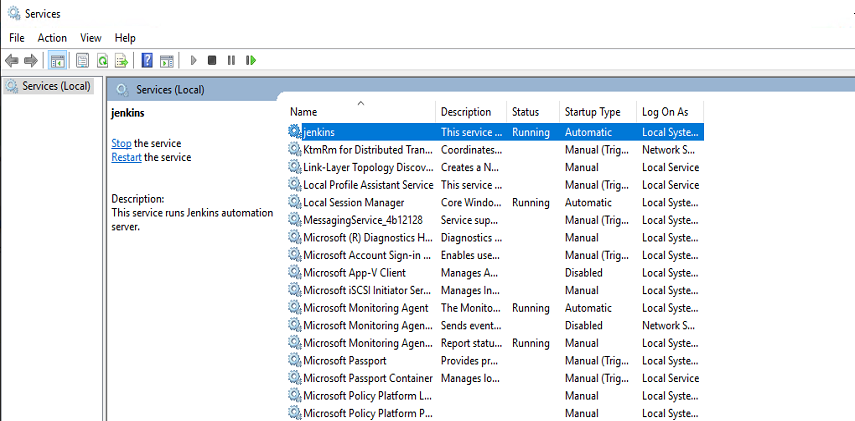 Services
File Action View Help
Services (Local)
Services (Local)
jenkins
Stop the service
Restart the service
Description:
This service runs Jenkins automation
server.
Name Description Status Startup Type Log On As
jenkins This service ... Running Automatic Local Syste...
KtmRm for Distributed Tran... Coordinates... Manual (Trig... Network S...
Link-Layer Topology Discov... Creates a N... Manual Local Service
Local Profile Assistant Service This service ... Manual (Trig... Local Service
Local Session Manager Core Windo... Running Automatic Local Syste...
MessagingService_4b12128 Service sup... Manual (Trig... Local Syste...
Microsoft (R) Diagnostics H... Diagnostics ... Manual Local Syste...
Microsoft Account Sign-in ... Enables use... Manual (Trig... Local Syste...
Microsoft App-V Client Manages A... Disabled Local Syste...
Microsoft iSCSI Initiator Ser... Manages In... Manual Local Syste...
Microsoft Monitoring Agent The Monito... Running Automatic Local Syste...
Microsoft Monitoring Agen... Sends event... Disabled Network S...
Microsoft Monitoring Agen... Report statu... Running Manual Local Syste...
Microsoft Passport Provides pr... Manual (Trig... Local Syste...
Microsoft Passport Container Manages lo... Manual (Trig... Local Service
Microsoft Policy Platform L... Manual Local Syste...
Microsoft Policy Platform P... Manual Local Syste...